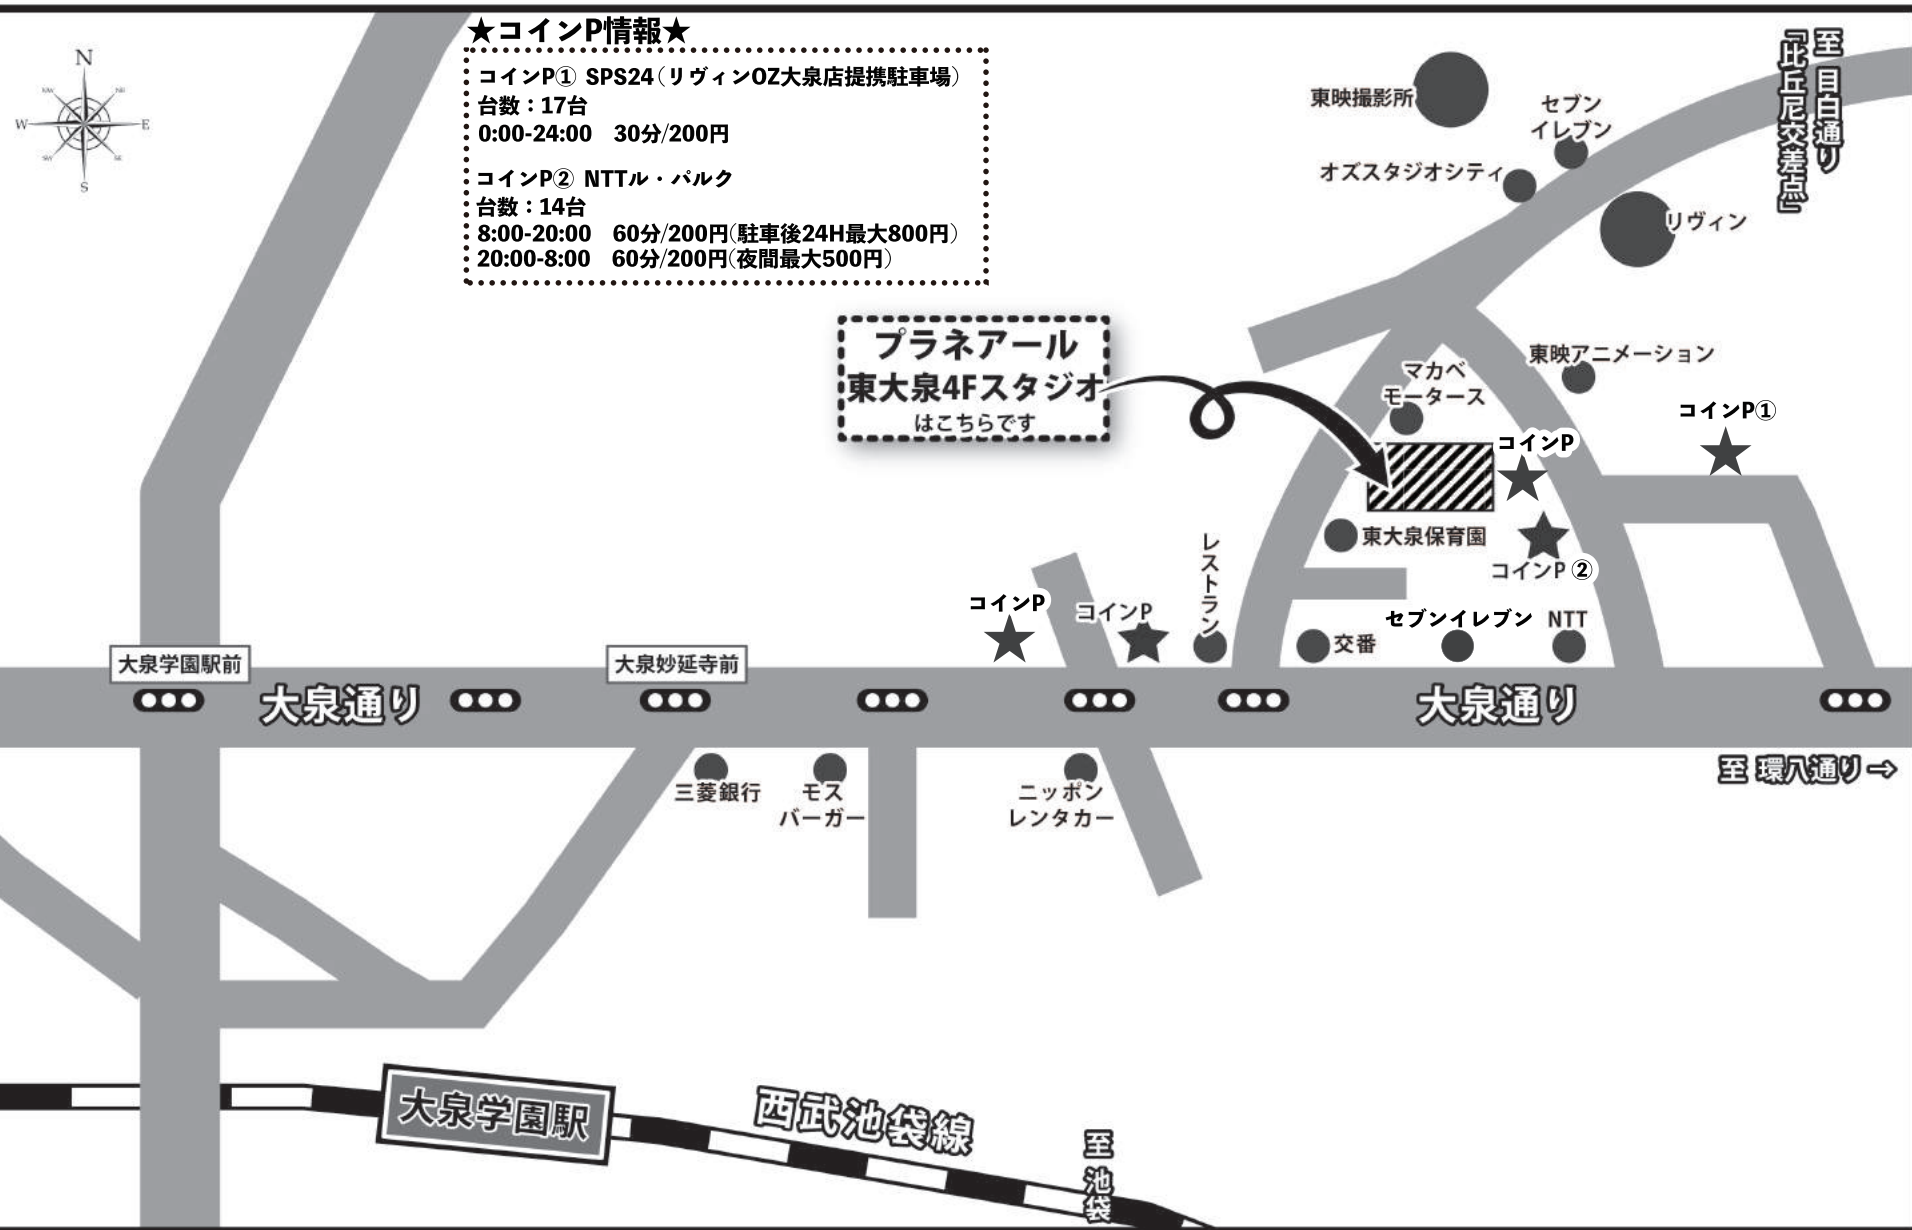 ★コインP情報★
コインP① SPS24（リヴィンOZ大泉店提携駐車場）
台数：17台
0:00-24:00　30分/200円
コインP② NTTル・パルク
台数：14台
8:00-20:00　60分/200円（駐車後24H最大800円）
20:00-8:00　60分/200円（夜間最大500円）
N
NW
NE
W
E
SW
SE
S
至 目白通り
「比丘尼交差点」
東映撮影所
セブン
イレブン
オズスタジオシティ
リヴィン
プラネアール
東大泉4Fスタジオ
はこちらです
東映アニメーション
マカベ
モータース
コインP①
コインP
東大泉保育園
コインP②
レストラン
コインP
コインP
セブンイレブン
NTT
交番
大泉学園駅前
大泉妙延寺前
大泉通り
大泉通り
至 環八通り→
三菱銀行
モス
バーガー
ニッポン
レンタカー
大泉学園駅
西武池袋線
至 池袋